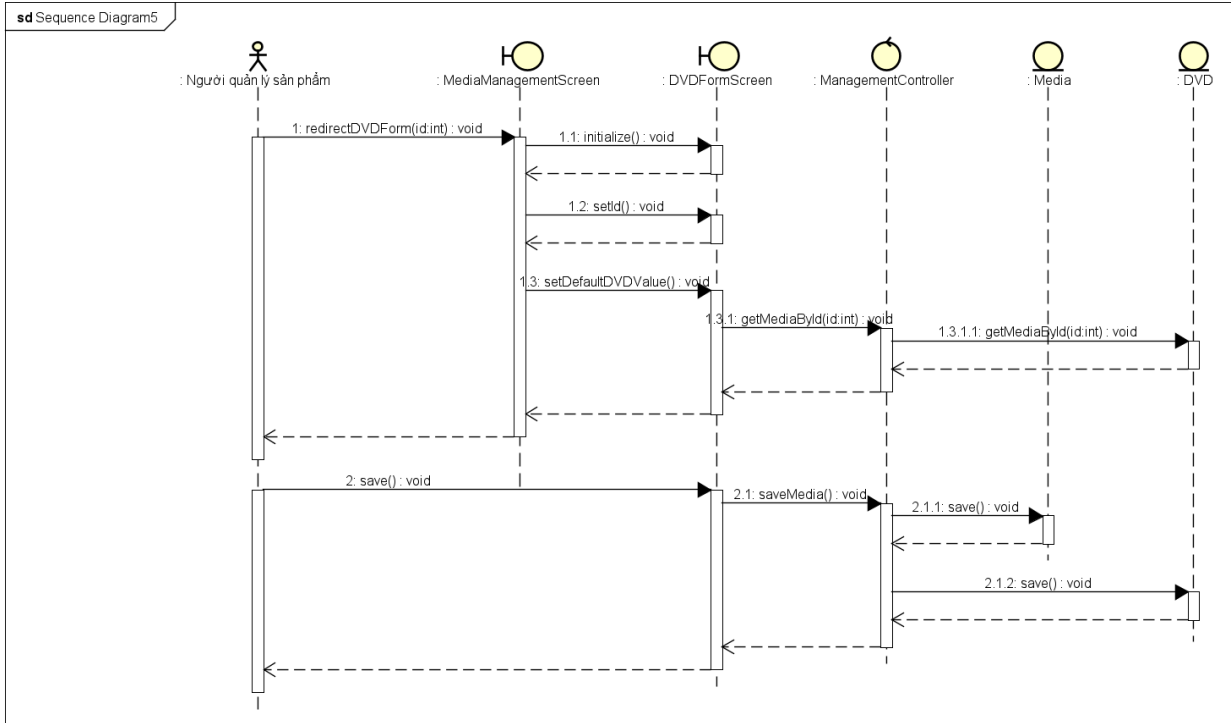 sd Sequence Diagram5
: Người quản lý sản phẩm
: MediaManagementScreen
: DVDFormScreen
: ManagementController
: Media
: DVD
1: redirectDVDForm(id:int) : void
1.1: initialize() : void
1.2: setId() : void
1.3: setDefaultDVDValue() : void
1.3.1: getMediaById(id:int) : void
1.3.1.1: getMediaById(id:int) : void
2: save() : void
2.1: saveMedia() : void
2.1.1: save() : void
2.1.2: save() : void